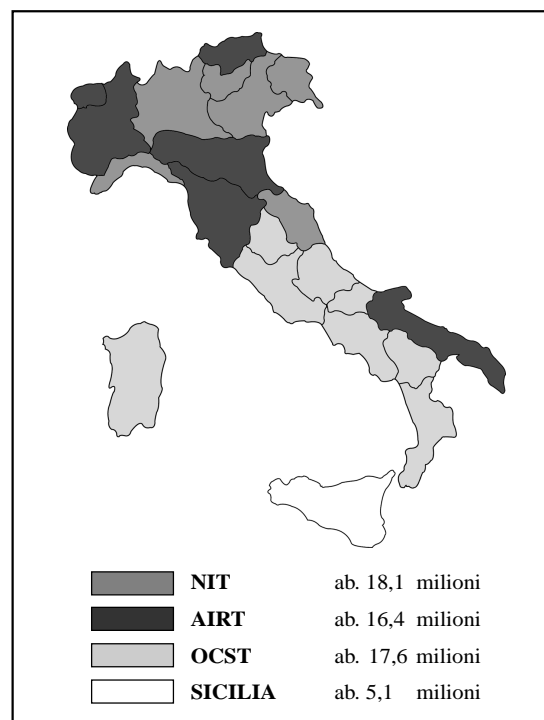 NIT ab. 18,1 milioni
AIRT ab. 16,4 milioni
OCST ab. 17,6 milioni
SICILIA ab. 5,1 milioni